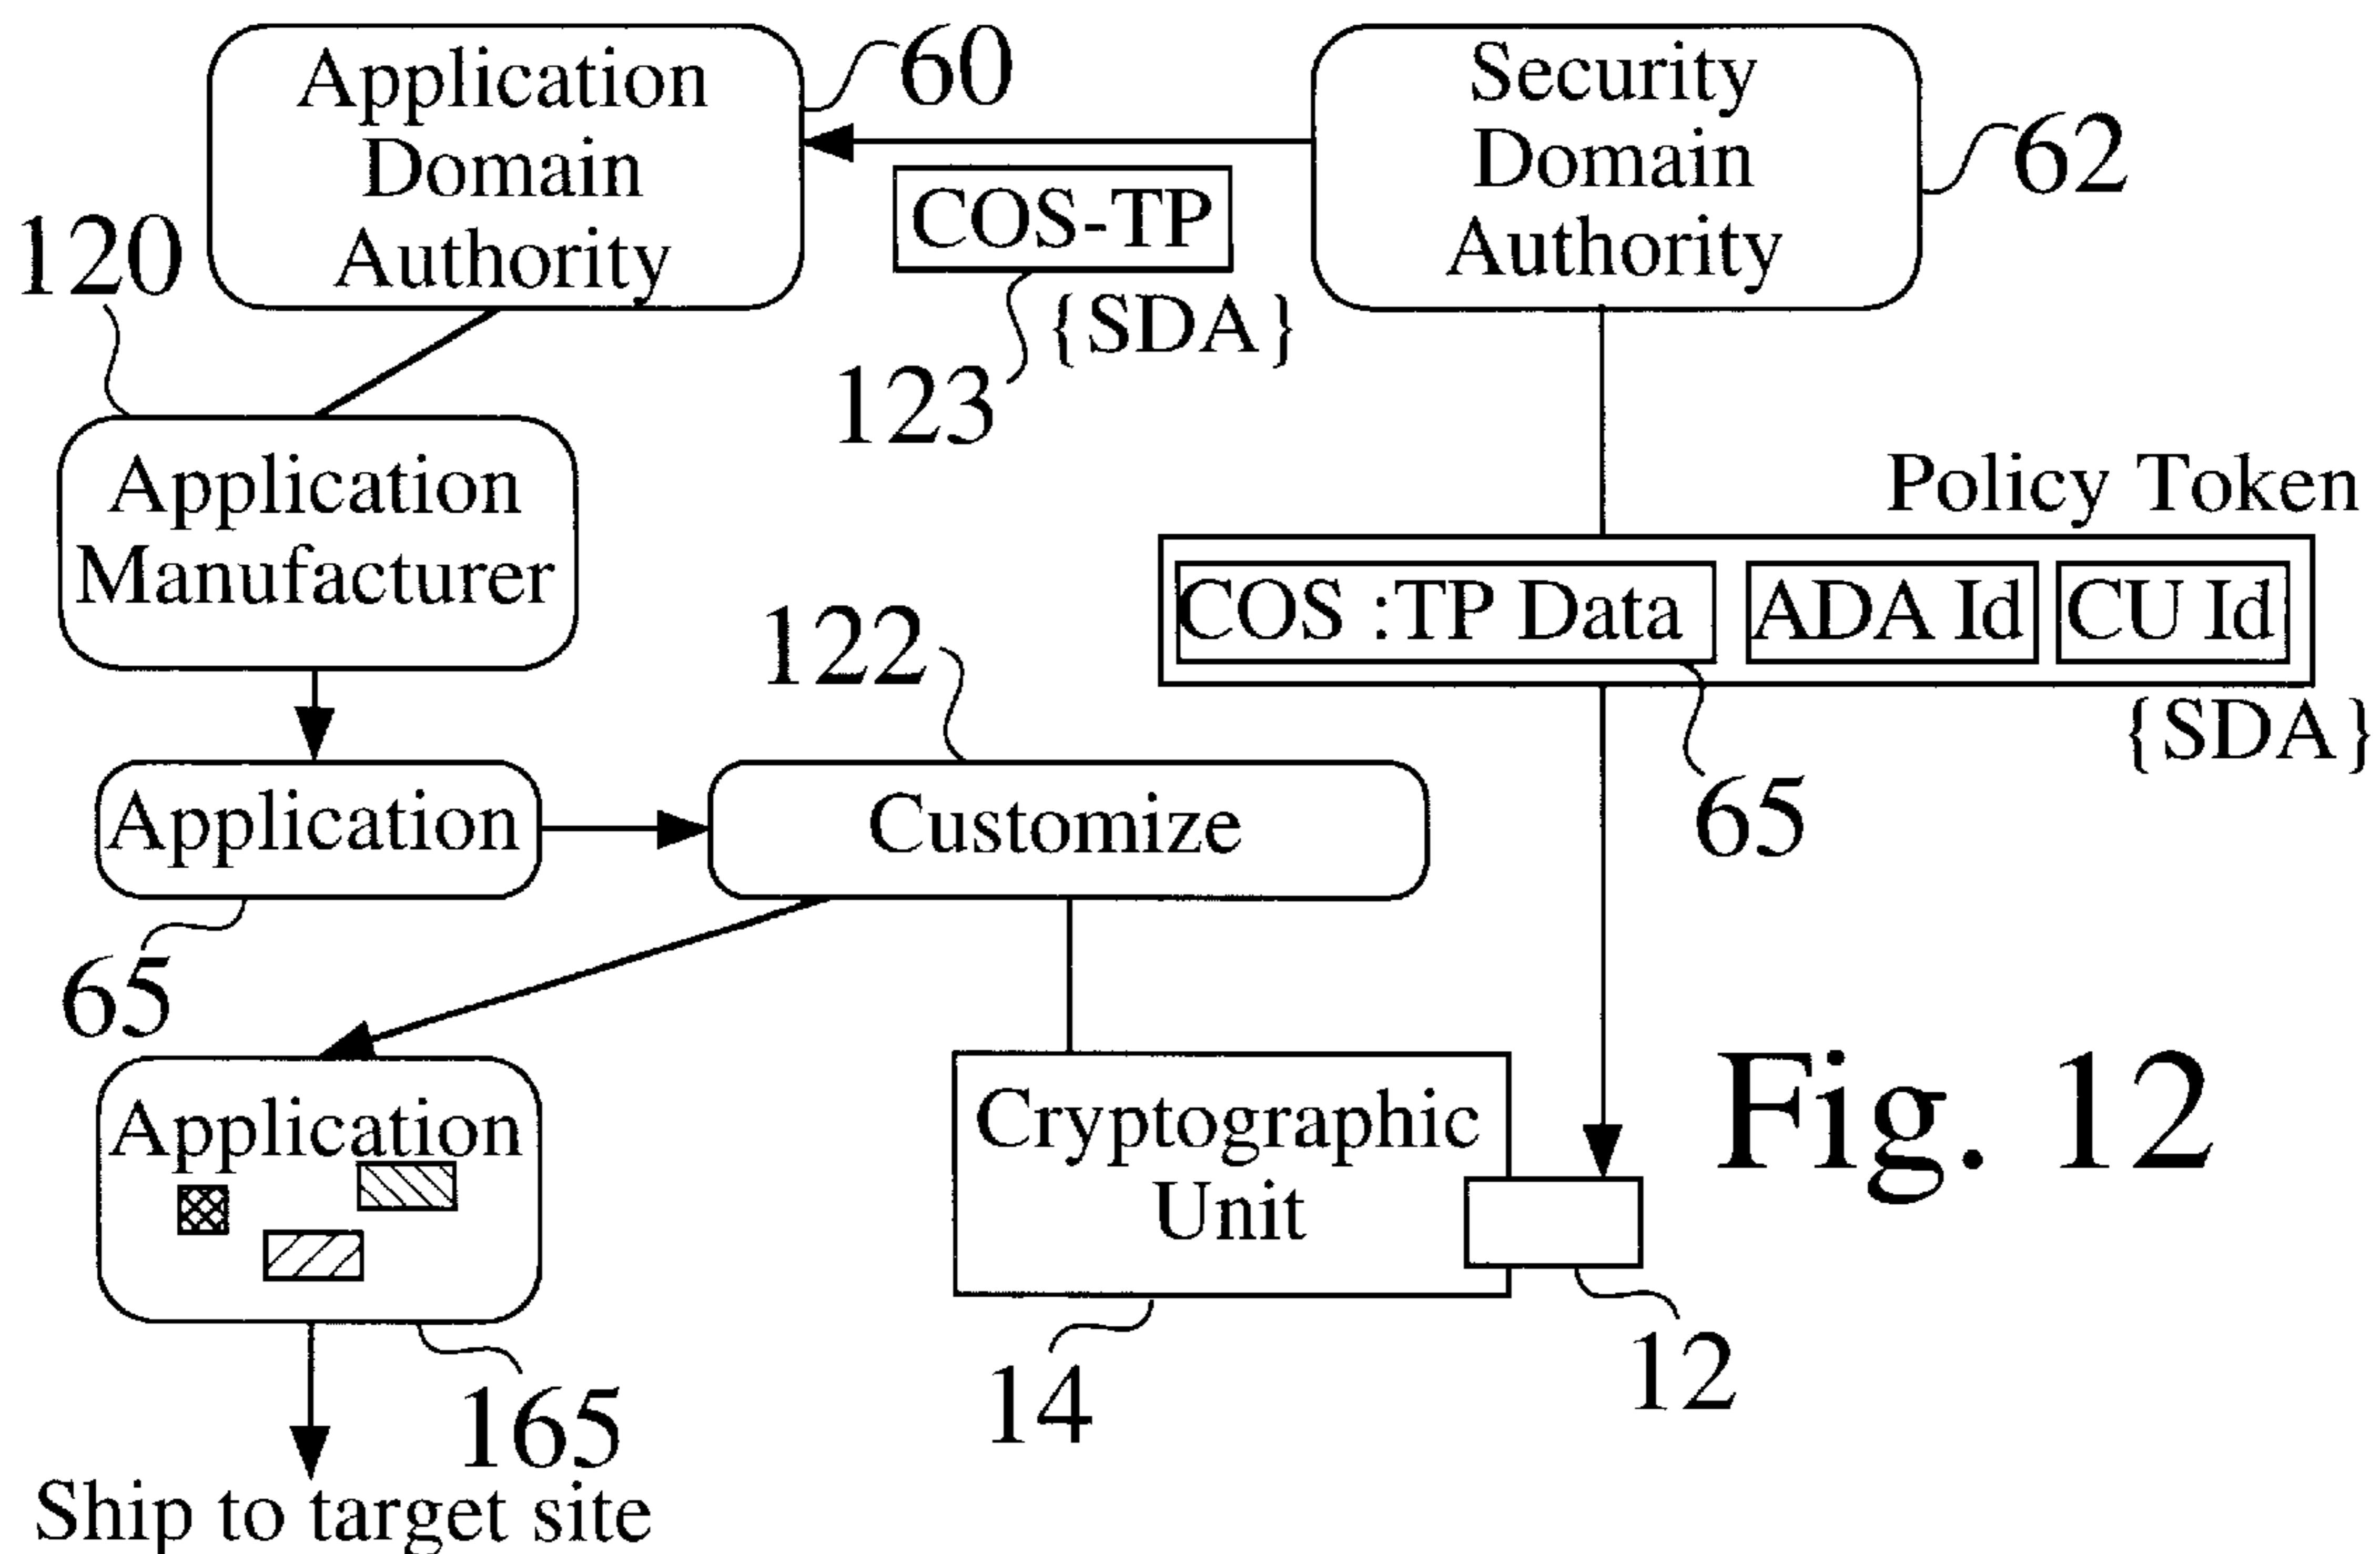 Application
Domain
Authority
60
Security
Domain
Authority
62
COS-TP
{SDA}
123
120
Application
Manufacturer
Policy Token
COS :TP Data
ADA Id
CU Id
{SDA}
65
122
Application
Customize
65
Application
165
Ship to target site
Cryptographic
Unit
14
12
Fig. 12